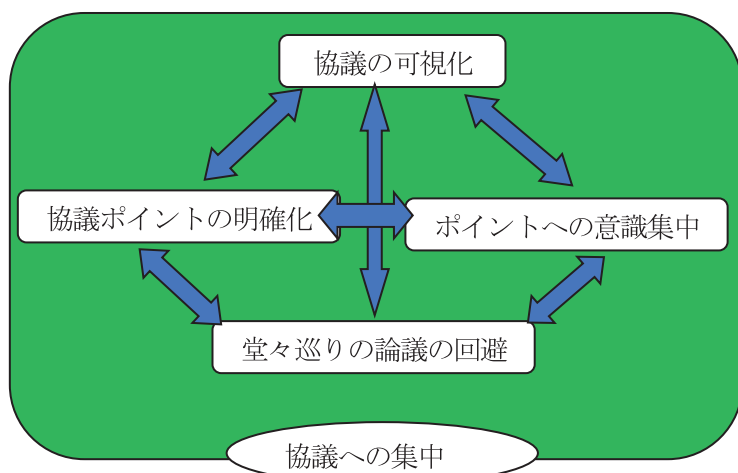 協議の可視化
協議ポイントの明確化
ポイントへの意識集中
堂々巡りの論議の回避
協議への集中